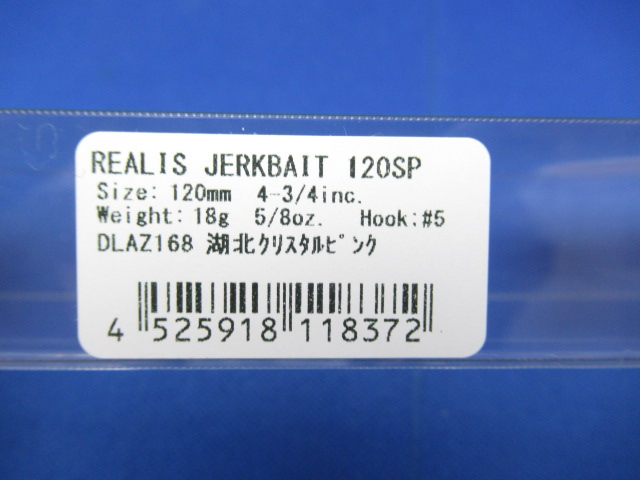 REALIS JERKBAIT 120SP
Size: 120mm 4-3/4inc.
Weight: 18g 5/8oz. Hook:#5
DLAZ168 湖北ｸﾘｽﾀﾙﾋﾟﾝｸ
4 525918 118372